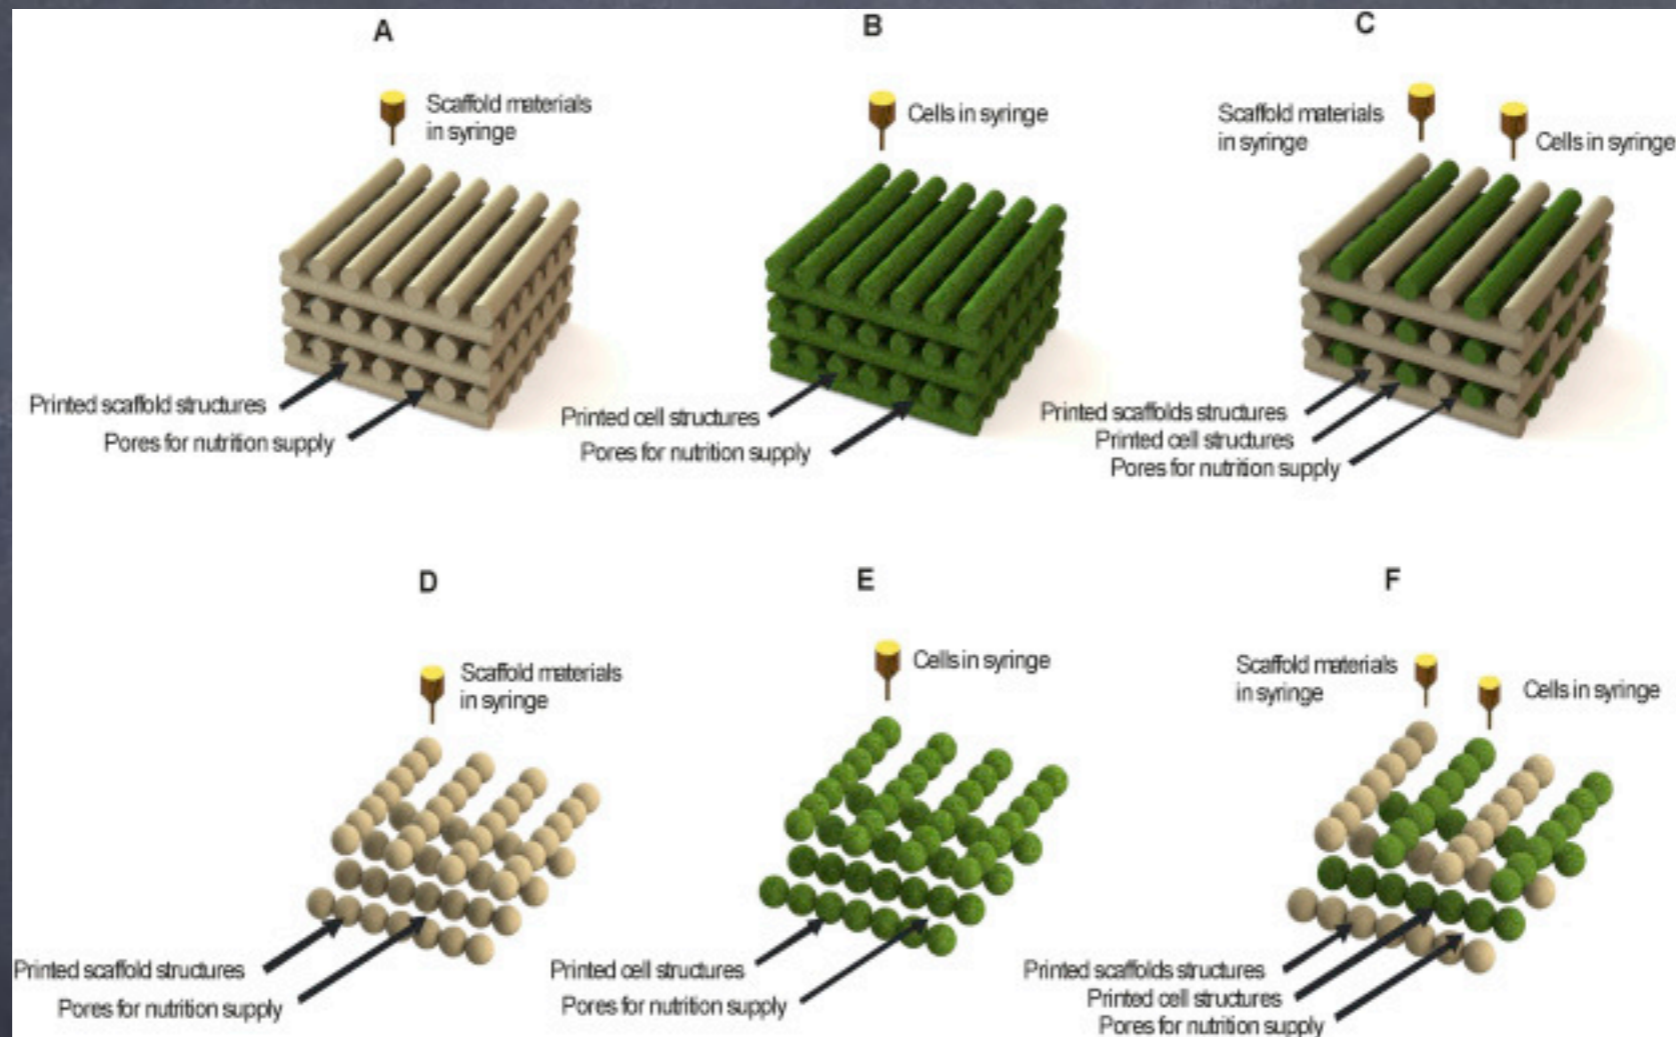 A
Scaffold materials
in syringe
Printed scaffold structures
Pores for nutrition supply
B
Cells in syringe
Printed cell structures
Pores for nutrition supply
C
Scaffold materials
in syringe
Cells in syringe
Printed scaffolds structures
Printed cell structures
Pores for nutrition supply
D
Scaffold materials
in syringe
Printed scaffold structures
Pores for nutrition supply
E
Cells in syringe
Printed cell structures
Pores for nutrition supply
F
Scaffold materials
in syringe
Cells in syringe
Printed scaffolds structures
Printed cell structures
Pores for nutrition supply